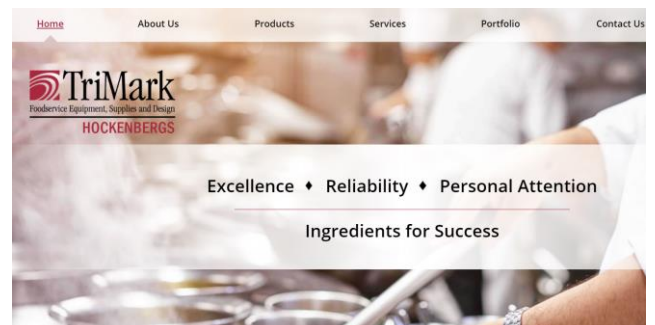 Home About Us Products Services Portfolio Contact Us
TriMark
Foodservice Equipment, Supplies and Design
HOCKENBERGS
Excellence ♦ Reliability ♦ Personal Attention
Ingredients for Success